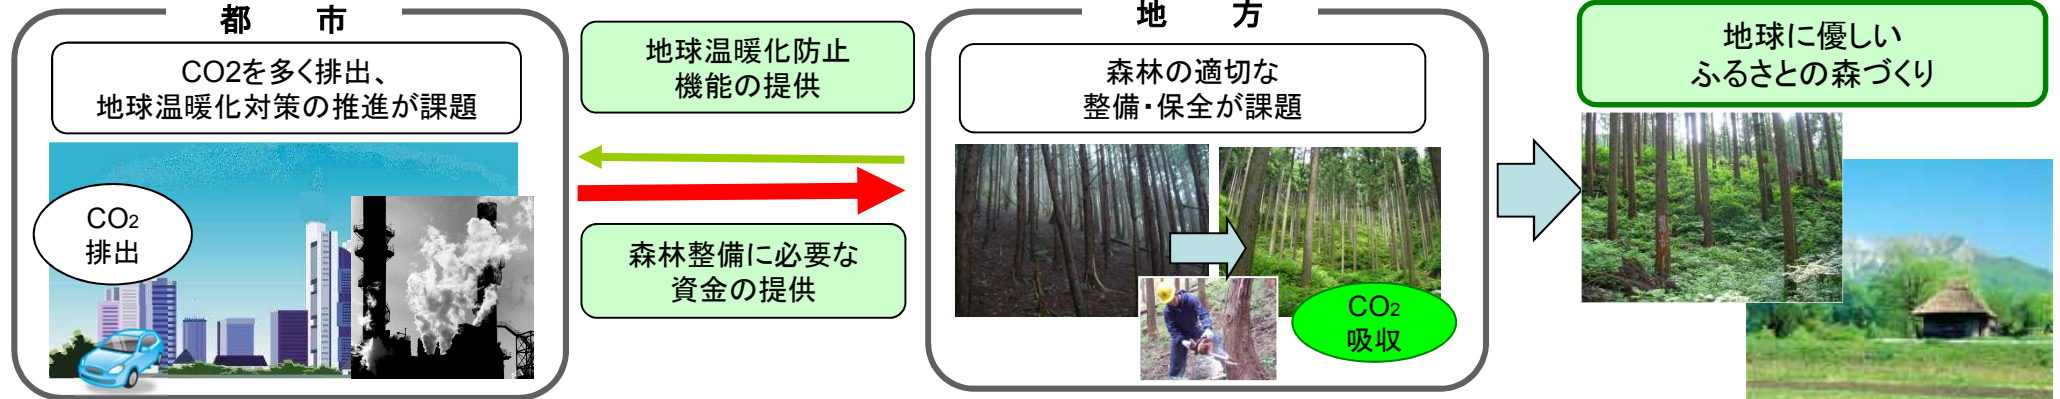 都　市
CO2を多く排出、
地球温暖化対策の推進が課題
CO2
排出
地球温暖化防止
機能の提供
森林整備に必要な
資金の提供
地　方
森林の適切な
整備・保全が課題
CO2
吸収
地球に優しい
ふるさとの森づくり